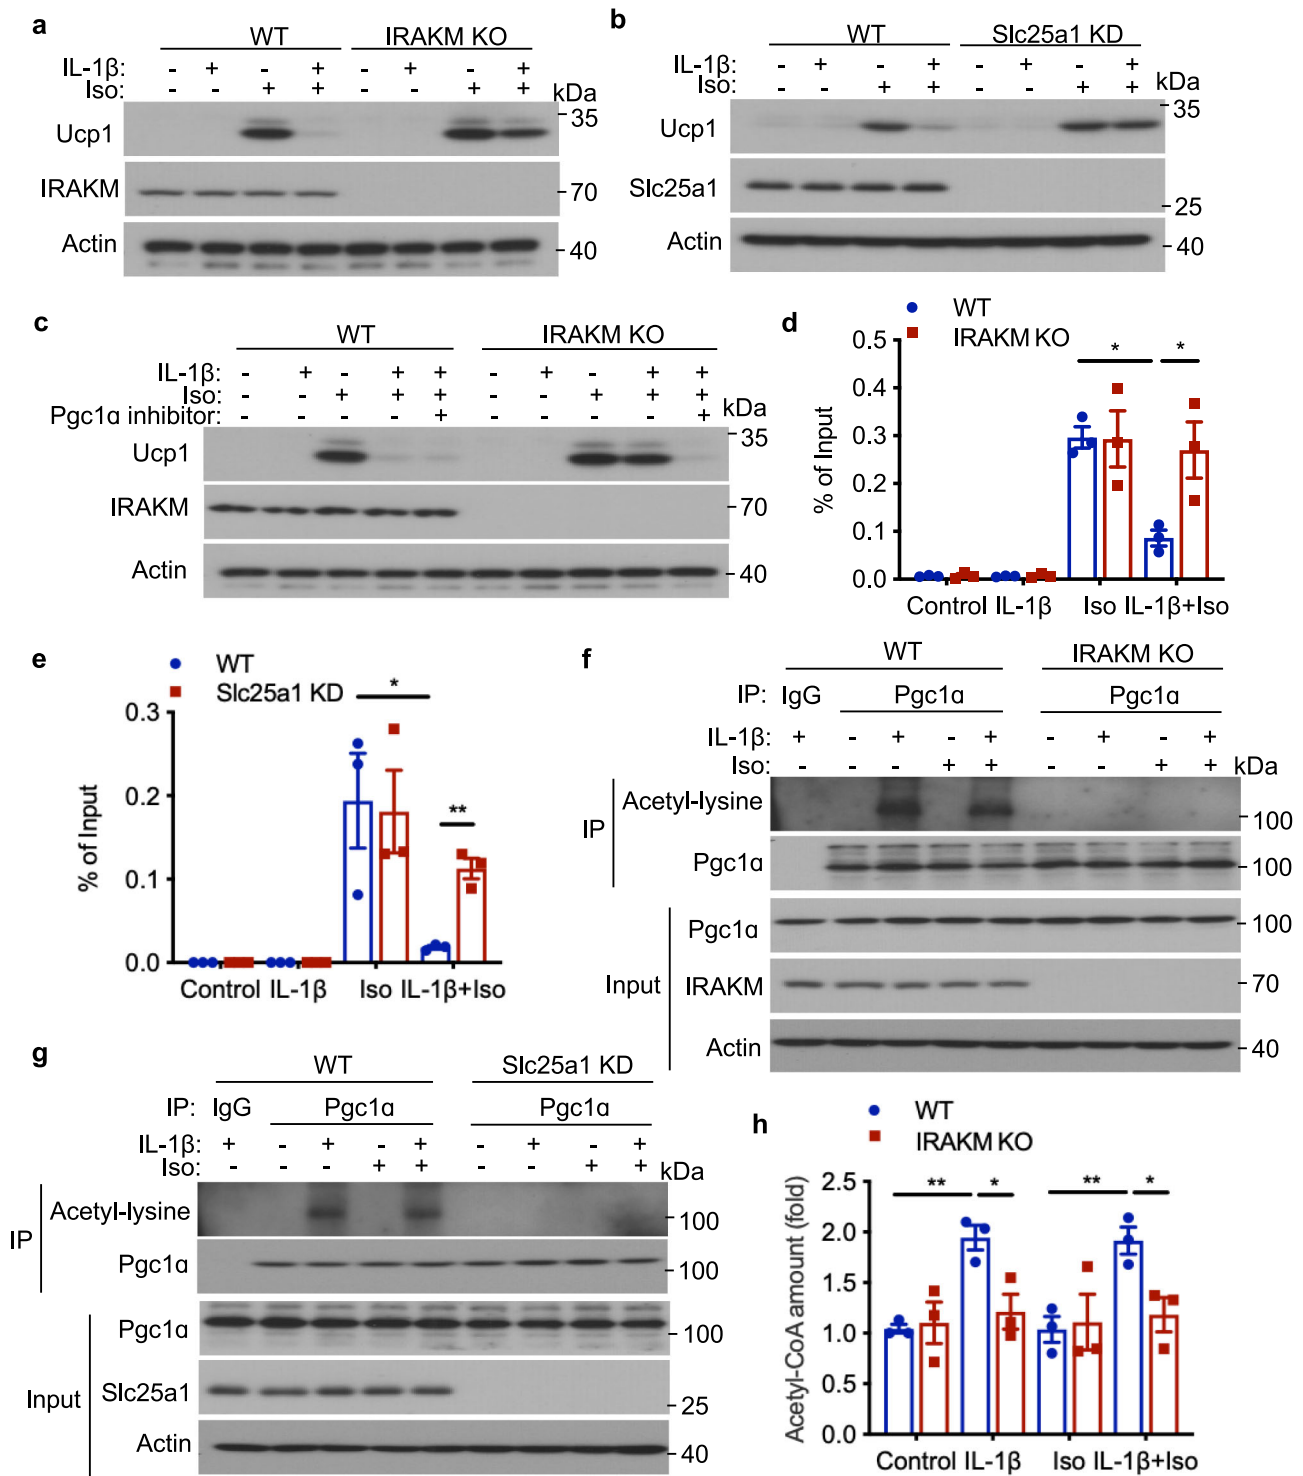 a
WT IRAKM KO
IL-1β: - + - + - + - +
Iso: - - + + - - + + kDa
Ucp1 35
IRAKM 70
Actin 40
b
WT Slc25a1 KD
IL-1β: - + - + - + - +
Iso: - - + + - - + + kDa
Ucp1 35
Slc25a1 25
Actin 40
c
WT IRAKM KO
IL-1β: - + - + + - + - + +
Iso: - - + + + - - + + +
Pgc1α inhibitor: - - - - + - - - - + kDa
Ucp1 35
IRAKM 70
Actin 40
d
WT
IRAKM KO
% of Input
0.5
0.4
0.3
0.2
0.1
0.0
* *
Control IL-1β Iso IL-1β+Iso
e
WT
Slc25a1 KD
% of Input
0.3
0.2
0.1
0.0
*
**
Control IL-1β Iso IL-1β+Iso
f
WT IRAKM KO
IP: IgG Pgc1α Pgc1α
IL-1β: + - + - + - + - +
Iso: - - - + + - - + + kDa
IP
Acetyl-lysine 100
Pgc1α 100
Input
Pgc1α 100
IRAKM 70
Actin 40
g
WT Slc25a1 KD
IP: IgG Pgc1α Pgc1α
IL-1β: + - + - + - + - +
Iso: - - - + + - - + + kDa
IP
Acetyl-lysine 100
Pgc1α 100
Input
Pgc1α 100
Slc25a1 25
Actin 40
h
WT
IRAKM KO
Acetyl-CoA amount (fold)
2.5
2.0
1.5
1.0
0.5
0.0
** * ** *
Control IL-1β Iso IL-1β+Iso